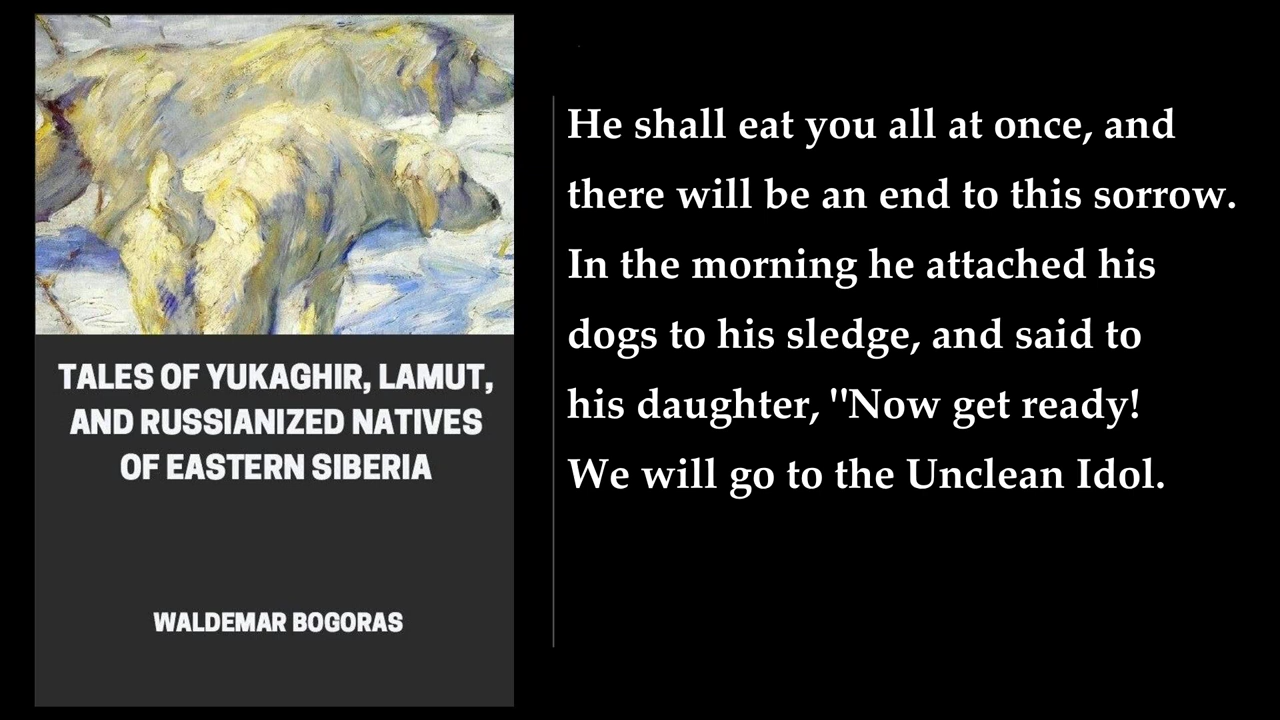 TALES OF YUKAGHIR, LAMUT,
AND RUSSIANIZED NATIVES
OF EASTERN SIBERIA
WALDEMAR BOGORAS
He shall eat you all at once, and
there will be an end to this sorrow.
In the morning he attached his
dogs to his sledge, and said to
his daughter, "Now get ready!
We will go to the Unclean Idol.